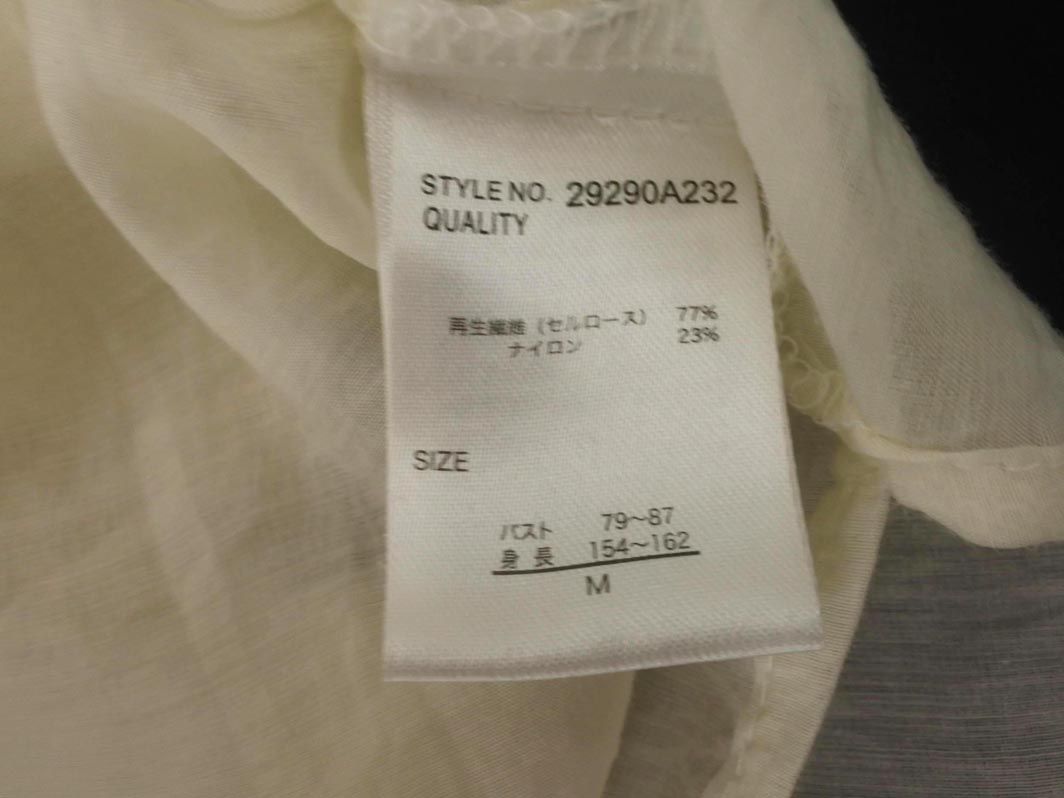 STYLE NO. 29290A232
QUALITY
再生繊維(セルロース) 77%
ナイロン 23%
SIZE
バスト 79～87
身長 154～162
M